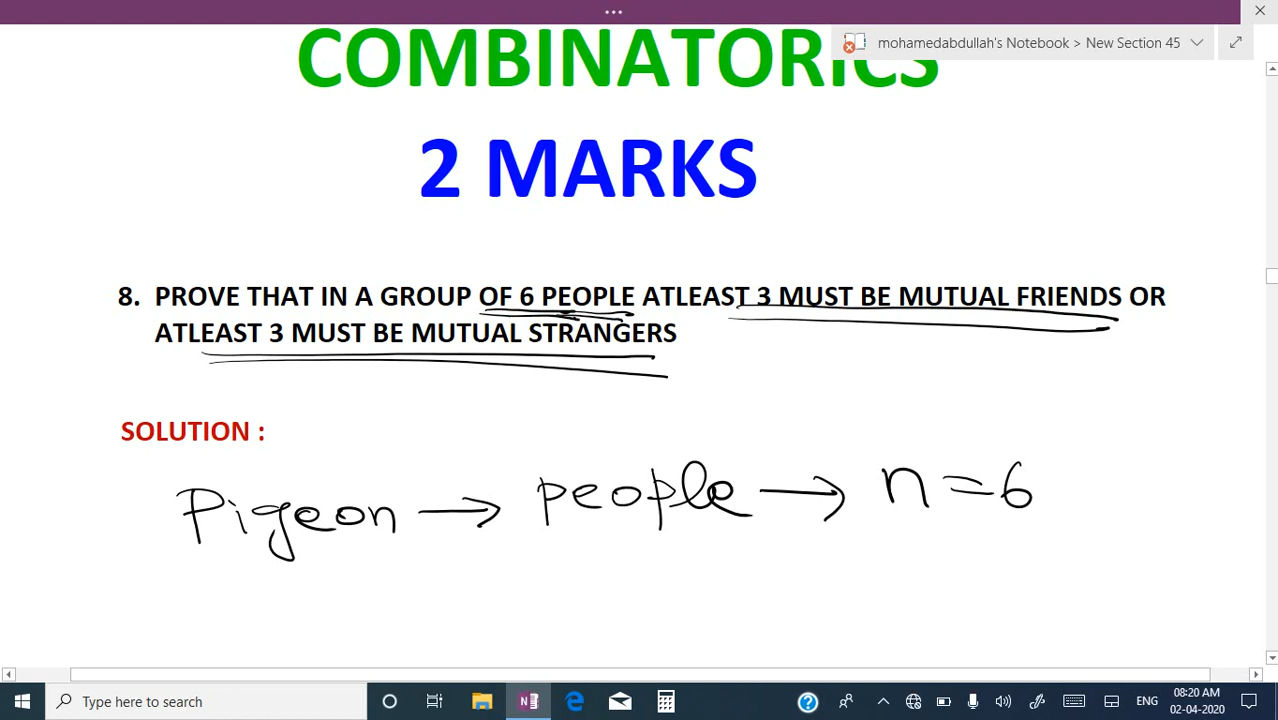 mohamedabdullah's Notebook > New Section 45
COMBINATORICS
2 MARKS
8. PROVE THAT IN A GROUP OF 6 PEOPLE ATLEAST 3 MUST BE MUTUAL FRIENDS OR
ATLEAST 3 MUST BE MUTUAL STRANGERS
SOLUTION :
Pigeon → people → n = 6
Type here to search
ENG
08:20 AM
02-04-2020